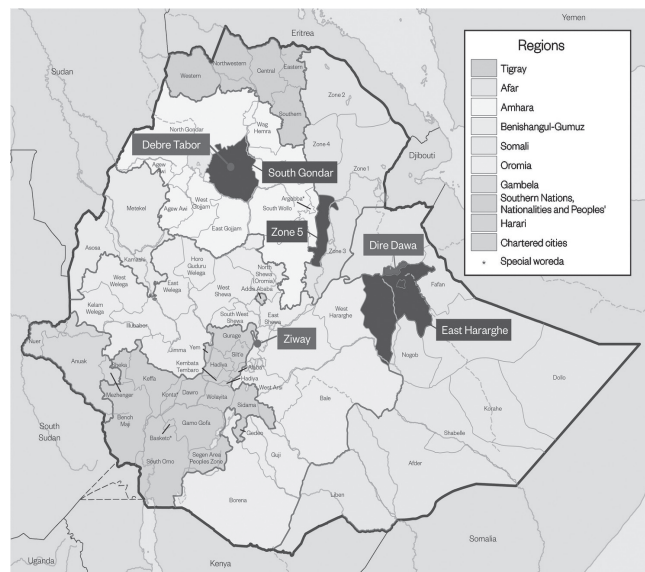 Yemen
Eritrea
Sudan
Regions
Tigray
Afar
Amhara
Benishangul-Gumuz
Somali
Oromia
Gambela
Southern Nations,
Nationalities and Peoples'
Harari
Chartered cities
* Special woreda
Western
Northwestern
Central
Eastern
Southern
Zone 2
North Gondar
Wag
Hemra
Zone 4
Debre Tabor
South Gondar
Djibouti
Zone 1
Agew
Awi
Metekel
Agew Awi
West
Gojjam
East Gojjam
Argobba*
South Wollo
Zone 5
Zone 3
Dire Dawa
Assosa
Kamashi
Horo
Guduru
Welega
North
Shewa
(Oromia)
Addis Ababa
West
Welega
East
Welega
West
Shewa
Fafan
Kelam
Welega
South West
Shewa
East
Shewa
West
Hararghe
East Hararghe
Illubabor
Ziway
Jimma
Yem
Gurage
Silt'e
Nuer
Anuak
Sheka
Kembata
Tembaro
Hadiya
Alaba*
Hadiya
Nogob
Dollo
Mezhenger
Keffa
Konta*
Dawro
Wolayita
West Arsi
Sidama
Bale
Korahe
Bench
Maji
Gamo Gofa
Basketo*
Gedeo
Shabelle
South
Sudan
South Omo
Segen Area
Peoples Zone
Guji
Afder
Borena
Liben
Somalia
Uganda
Kenya